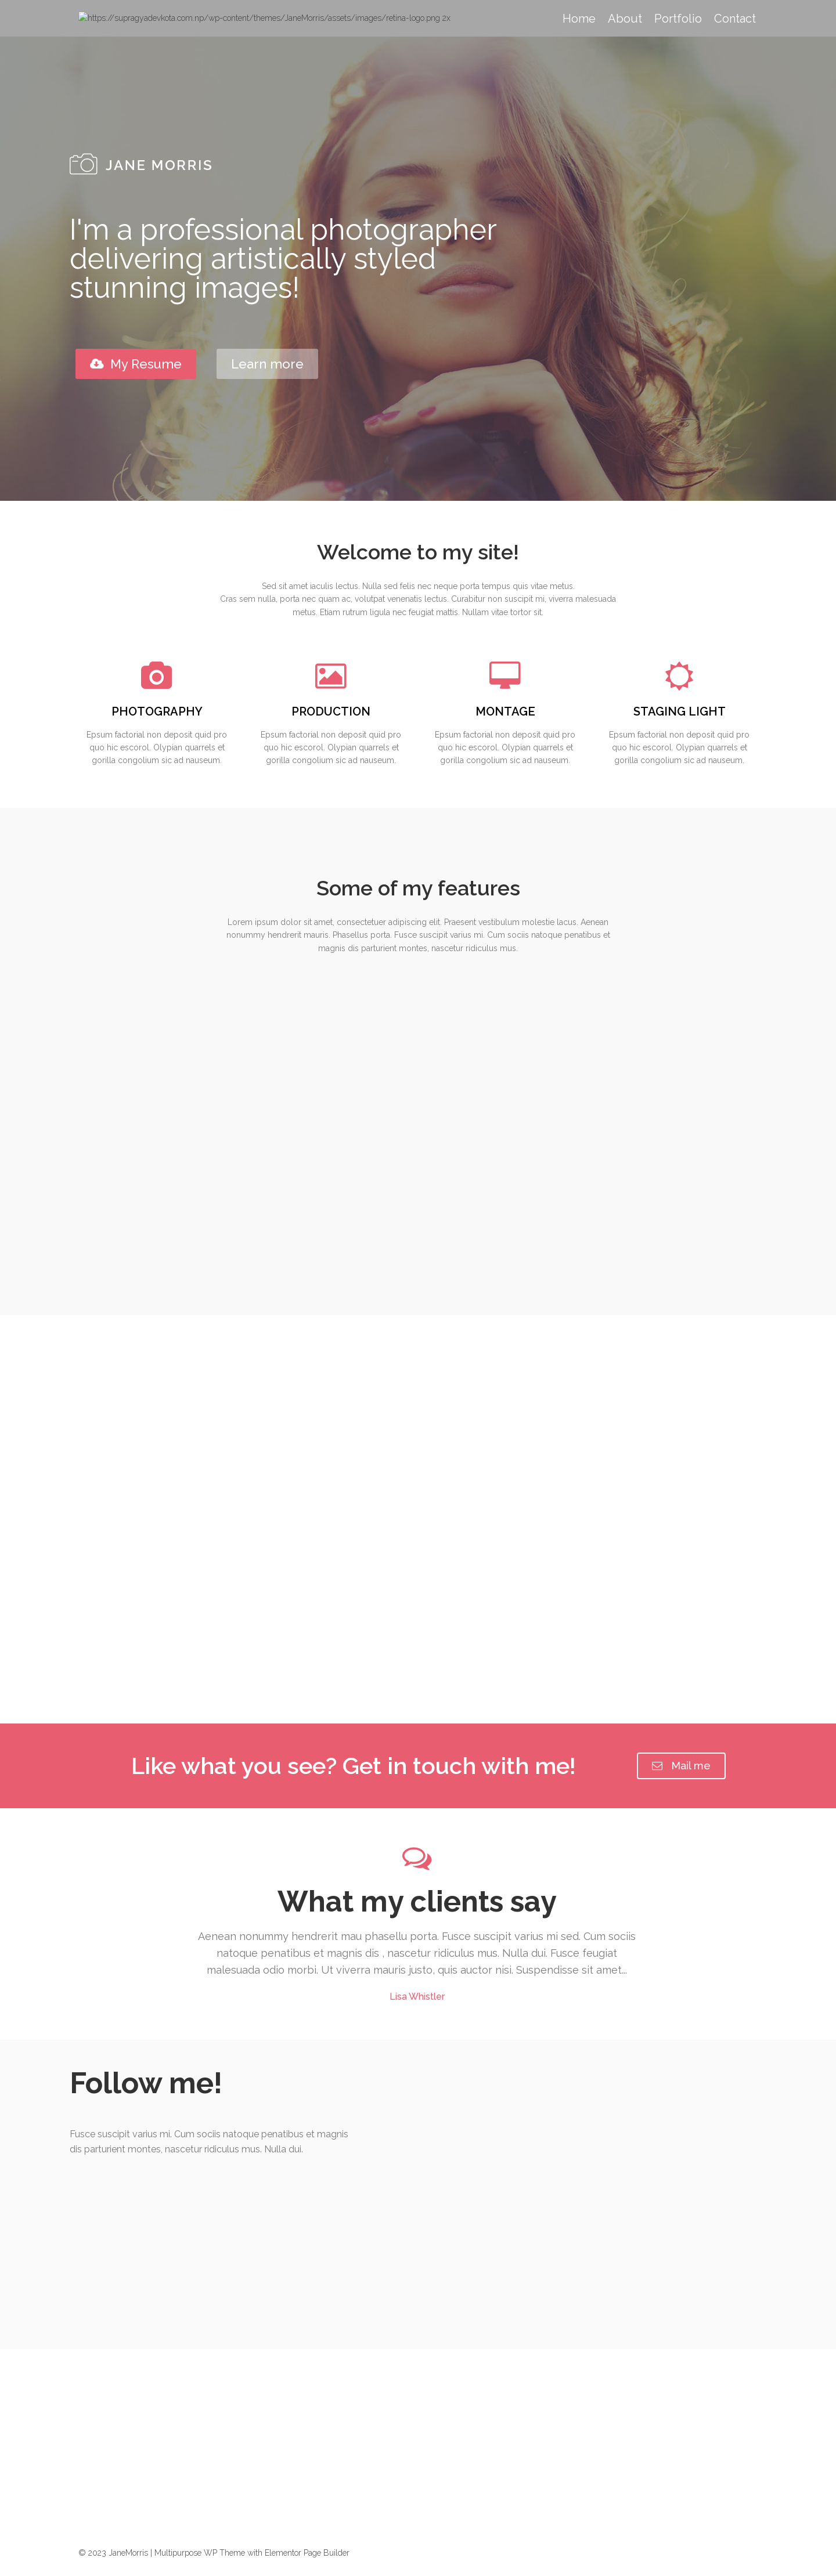 https://supragyadevkota.com.np/wp-content/themes/JaneMorris/assets/images/retina-logo.png 2x
Home About Portfolio Contact
JANE MORRIS
I'm a professional photographer
delivering artistically styled
stunning images!
My Resume
Learn more
Welcome to my site!
Sed sit amet iaculis lectus. Nulla sed felis nec neque porta tempus quis vitae metus.
Cras sem nulla, porta nec quam ac, volutpat venenatis lectus. Curabitur non suscipit mi, viverra malesuada
metus. Etiam rutrum ligula nec feugiat mattis. Nullam vitae tortor sit.
PHOTOGRAPHY
Epsum factorial non deposit quid pro
quo hic escorol. Olypian quarrels et
gorilla congolium sic ad nauseum.
PRODUCTION
Epsum factorial non deposit quid pro
quo hic escorol. Olypian quarrels et
gorilla congolium sic ad nauseum.
MONTAGE
Epsum factorial non deposit quid pro
quo hic escorol. Olypian quarrels et
gorilla congolium sic ad nauseum.
STAGING LIGHT
Epsum factorial non deposit quid pro
quo hic escorol. Olypian quarrels et
gorilla congolium sic ad nauseum.
Some of my features
Lorem ipsum dolor sit amet, consectetuer adipiscing elit. Praesent vestibulum molestie lacus. Aenean
nonummy hendrerit mauris. Phasellus porta. Fusce suscipit varius mi. Cum sociis natoque penatibus et
magnis dis parturient montes, nascetur ridiculus mus.
Like what you see? Get in touch with me!
Mail me
What my clients say
Aenean nonummy hendrerit mau phasellu porta. Fusce suscipit varius mi sed. Cum sociis
natoque penatibus et magnis dis , nascetur ridiculus mus. Nulla dui. Fusce feugiat
malesuada odio morbi. Ut viverra mauris justo, quis auctor nisi. Suspendisse sit amet...
Lisa Whistler
Follow me!
Fusce suscipit varius mi. Cum sociis natoque penatibus et magnis
dis parturient montes, nascetur ridiculus mus. Nulla dui.
© 2023 JaneMorris | Multipurpose WP Theme with Elementor Page Builder